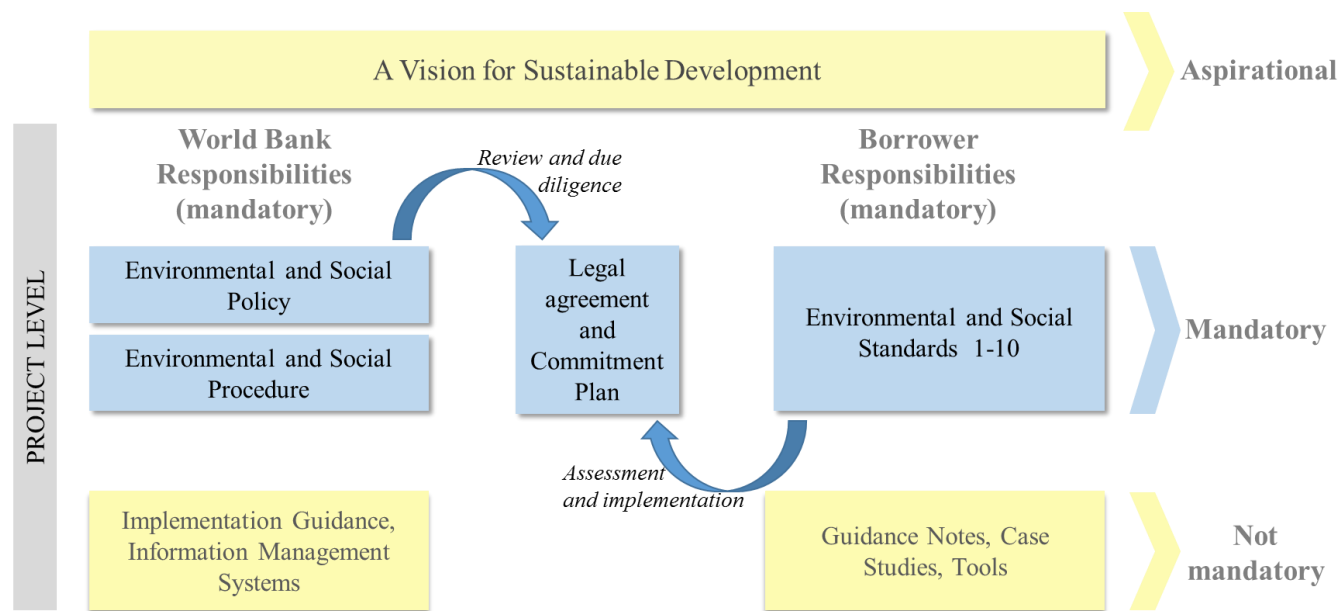 A Vision for Sustainable Development
Aspirational
PROJECT LEVEL
World Bank
Responsibilities
(mandatory)
Review and due
diligence
Borrower
Responsibilities
(mandatory)
Environmental and Social
Policy
Environmental and Social
Procedure
Legal
agreement
and
Commitment
Plan
Environmental and Social
Standards 1-10
Mandatory
Assessment
and implementation
Implementation Guidance,
Information Management
Systems
Guidance Notes, Case
Studies, Tools
Not
mandatory